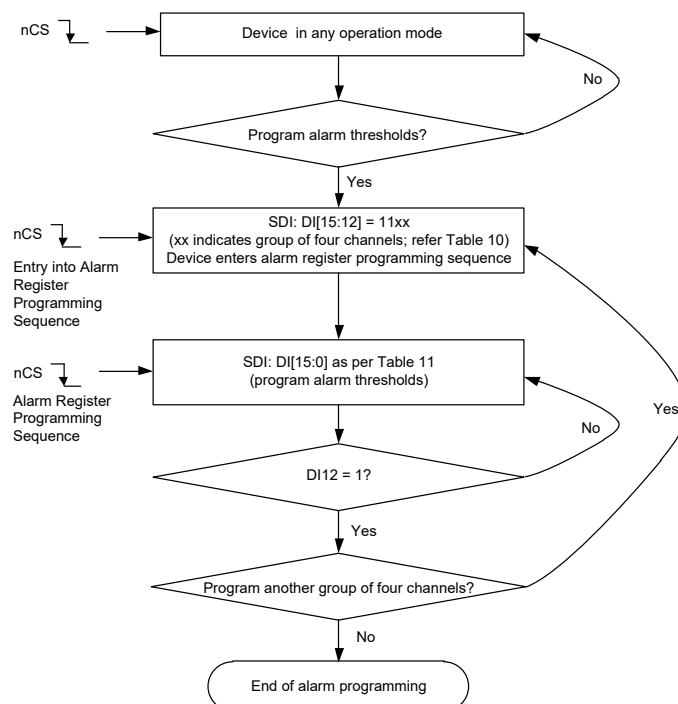 nCS
Device in any operation mode
No
Program alarm thresholds?
Yes
nCS
SDI: DI[15:12] = 11xx
(xx indicates group of four channels; refer Table 10)
Device enters alarm register programming sequence
Entry into Alarm
Register
Programming
Sequence
nCS
SDI: DI[15:0] as per Table 11
(program alarm thresholds)
Alarm Register
Programming
Sequence
Yes
No
DI12 = 1?
Yes
Program another group of four channels?
No
End of alarm programming